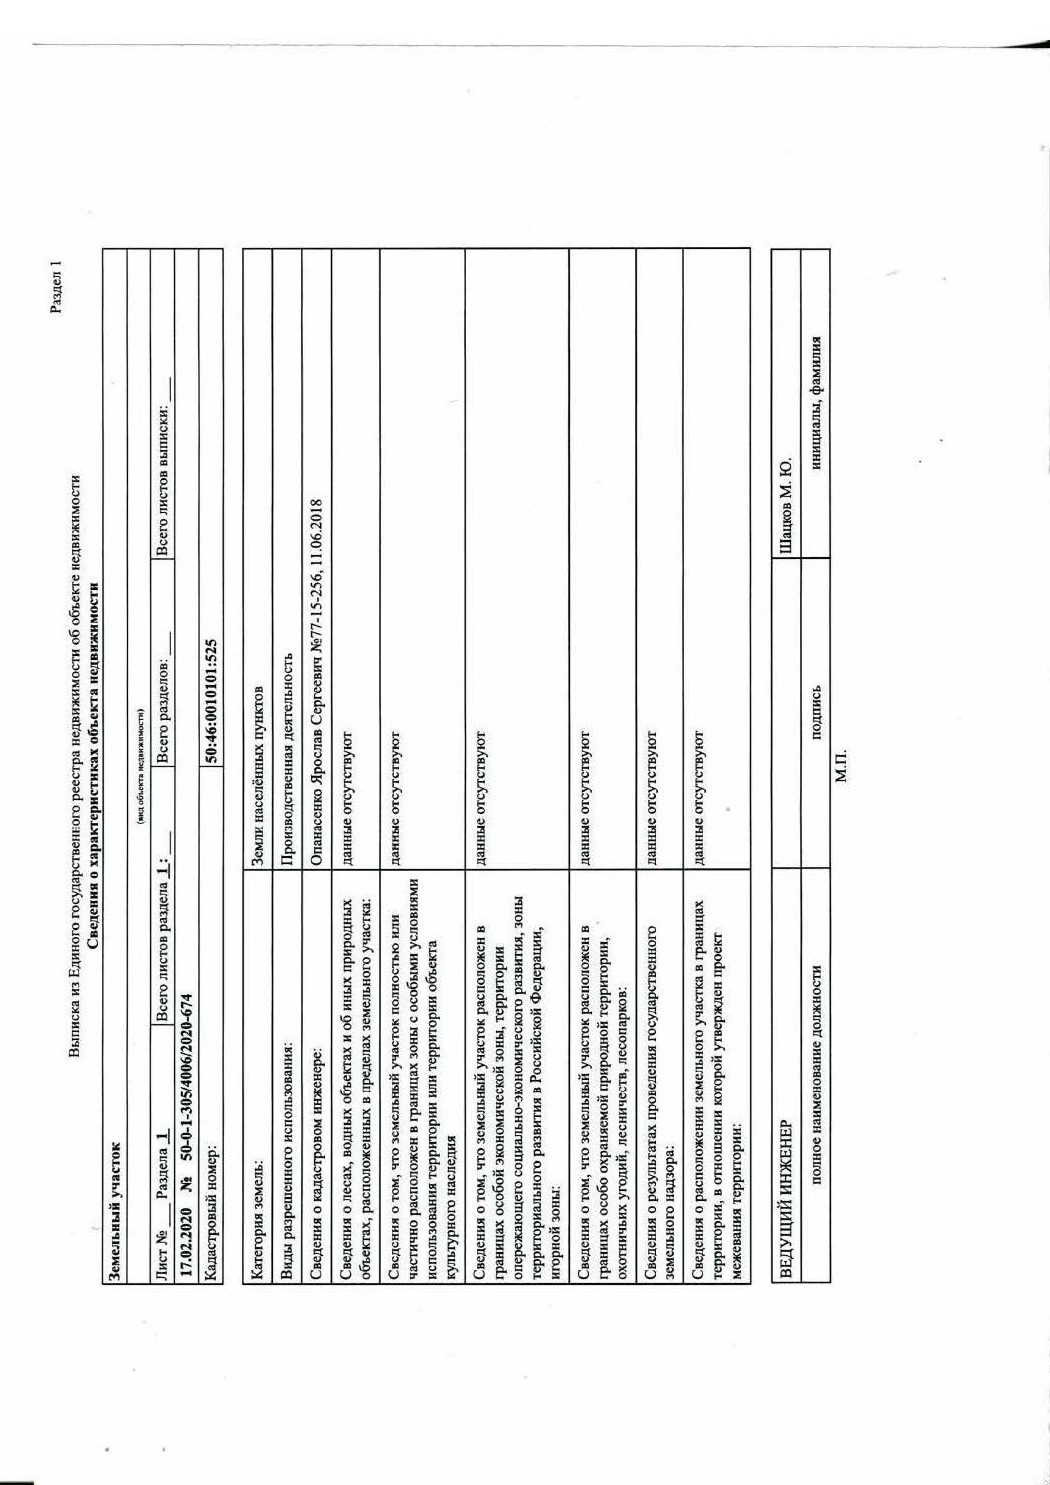 Раздел 1
Выписка из Единого государственного реестра недвижимости об объекте недвижимости
Сведения о характеристиках объекта недвижимости
Земельный участок
(вид объекта недвижимости)
Лист № ___ Раздела 1 Всего листов раздела 1 : ___ Всего разделов: ___ Всего листов выписки: ___
17.02.2020 № 50-0-1-305/4006/2020-674
Кадастровый номер: 50:46:0010101:525
Категория земель: Земли населённых пунктов
Виды разрешенного использования: Производственная деятельность
Сведения о кадастровом инженере: Опанасенко Ярослав Сергеевич №77-15-256, 11.06.2018
Сведения о лесах, водных объектах и об иных природных
объектах, расположенных в пределах земельного участка:
данные отсутствуют
Сведения о том, что земельный участок полностью или
частично расположен в границах зоны с особыми условиями
использования территории или территории объекта
культурного наследия
данные отсутствуют
Сведения о том, что земельный участок расположен в
границах особой экономической зоны, территории
опережающего социально-экономического развития, зоны
территориального развития в Российской Федерации,
игорной зоны:
данные отсутствуют
Сведения о том, что земельный участок расположен в
границах особо охраняемой природной территории,
охотничьих угодий, лесничеств, лесопарков:
данные отсутствуют
Сведения о результатах проведения государственного
земельного надзора:
данные отсутствуют
Сведения о расположении земельного участка в границах
территории, в отношении которой утвержден проект
межевания территории:
данные отсутствуют
ВЕДУЩИЙ ИНЖЕНЕР Шацков М. Ю.
полное наименование должности подпись инициалы, фамилия
М.П.